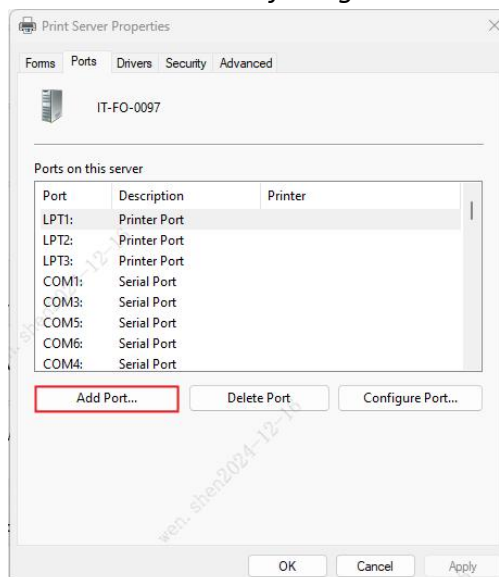 Print Server Properties
Forms Ports Drivers Security Advanced
IT-FO-0097
Ports on this server
Port Description Printer
LPT1: Printer Port
LPT2: Printer Port
LPT3: Printer Port
COM1: Serial Port
COM3: Serial Port
COM5: Serial Port
COM6: Serial Port
COM4: Serial Port
Add Port... Delete Port Configure Port...
wen. shen2024-12-16
OK Cancel Apply